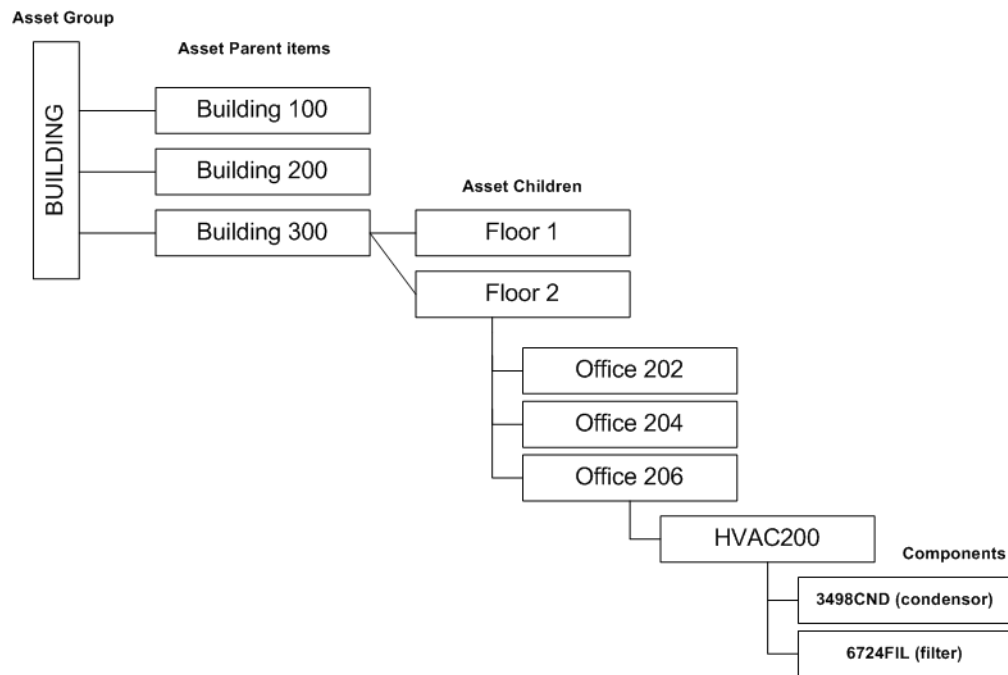 Asset Group
Asset Parent items
BUILDING
Building 100
Building 200
Asset Children
Building 300
Floor 1
Floor 2
Office 202
Office 204
Office 206
HVAC200
Components
3498CND (condensor)
6724FIL (filter)